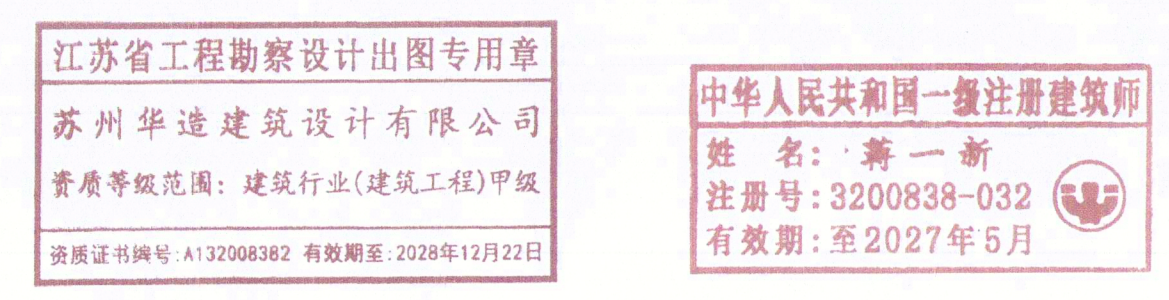 江苏省工程勘察设计出图专用章
苏州华造建筑设计有限公司
资质等级范围：建筑行业(建筑工程)甲级
资质证书编号:A132008382 有效期至:2028年12月22日
中华人民共和国一级注册建筑师
姓 名：蒋一新
注册号:3200838-032
有效期:至2027年5月